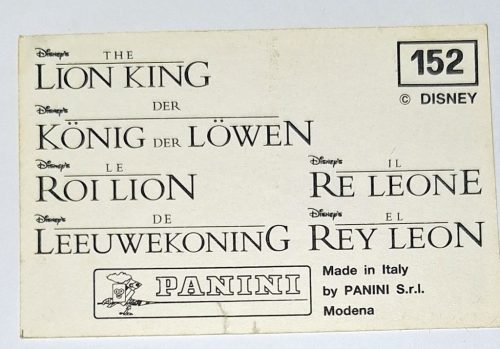 Disney's THE
LION KING
152
© DISNEY
Disney's DER
KÖNIG DER LÖWEN
Disney's LE
ROI LION
Disney's IL
RE LEONE
Disney's DE
LEEUWEKONING
Disney's EL
REY LEON
PANINI
Made in Italy
by PANINI S.r.l.
Modena